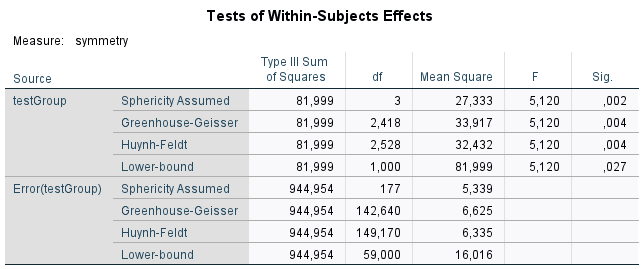 Tests of Within-Subjects Effects
Measure: symmetry
Source Type III Sum of Squares df Mean Square F Sig.
testGroup Sphericity Assumed 81,999 3 27,333 5,120 ,002
Greenhouse-Geisser 81,999 2,418 33,917 5,120 ,004
Huynh-Feldt 81,999 2,528 32,432 5,120 ,004
Lower-bound 81,999 1,000 81,999 5,120 ,027
Error(testGroup) Sphericity Assumed 944,954 177 5,339
Greenhouse-Geisser 944,954 142,640 6,625
Huynh-Feldt 944,954 149,170 6,335
Lower-bound 944,954 59,000 16,016